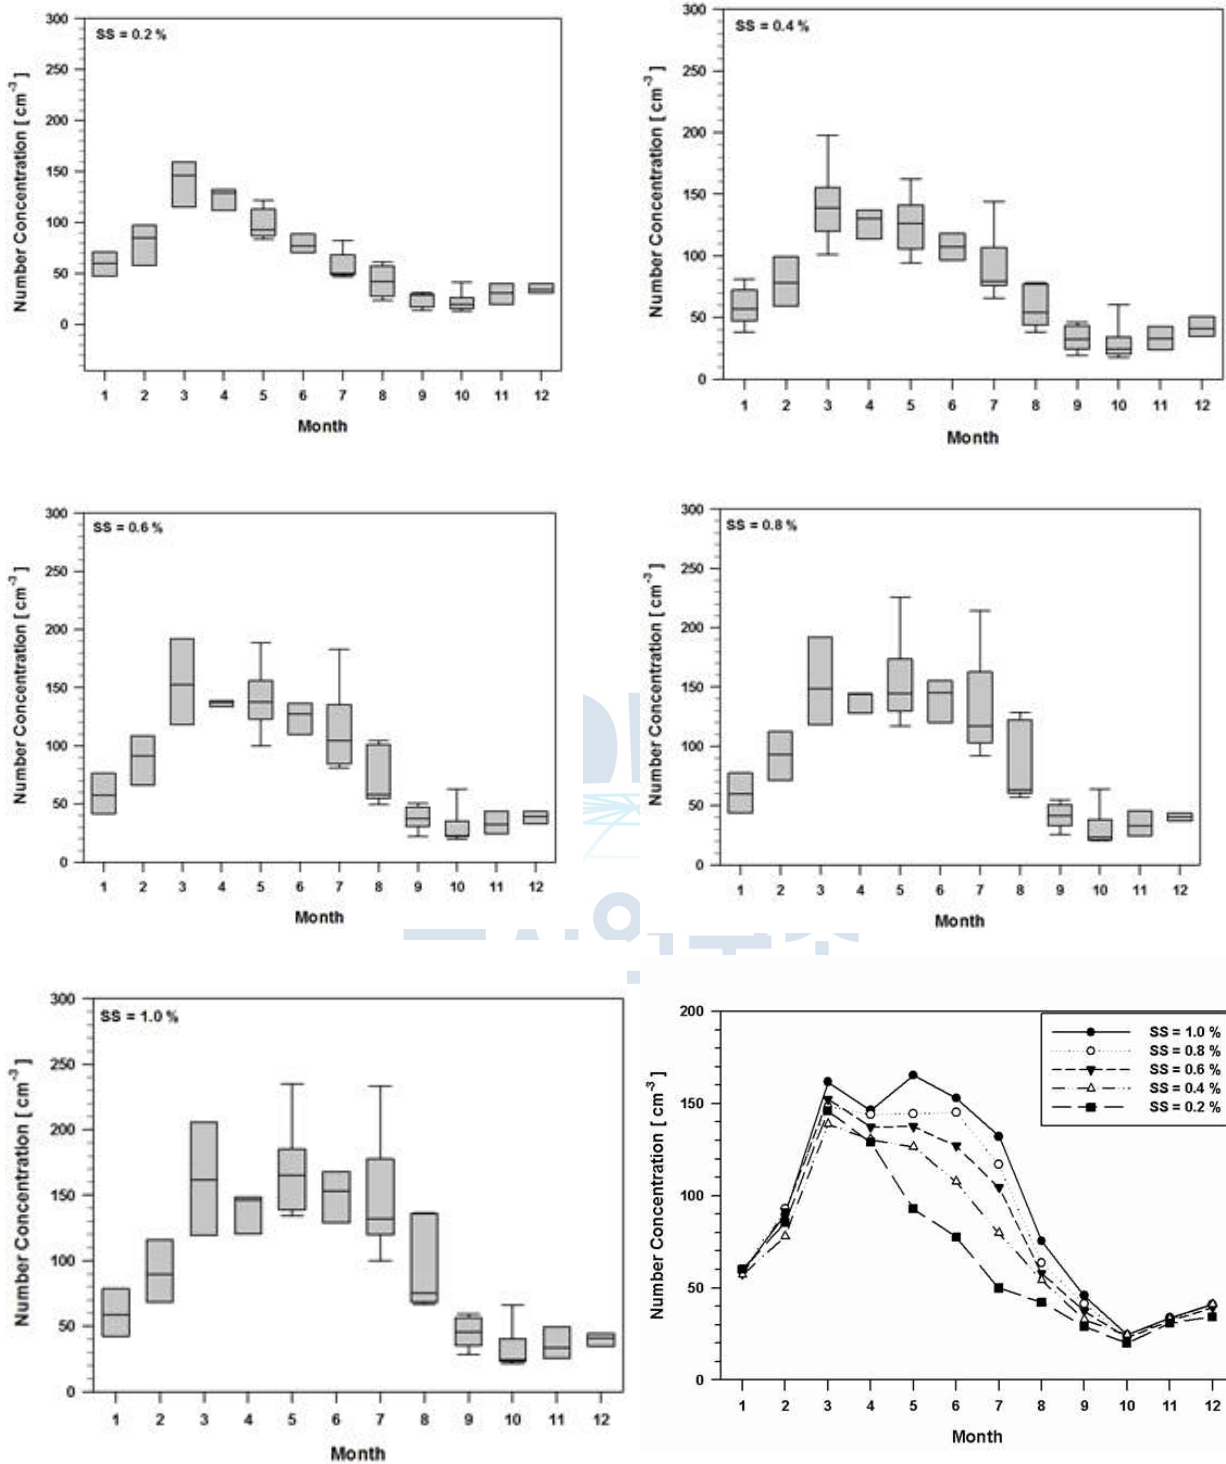 SS = 0.2 %
Number Concentration [ cm-3 ]
300
250
200
150
100
50
0
1 2 3 4 5 6 7 8 9 10 11 12
Month
SS = 0.4 %
Number Concentration [ cm-3 ]
300
250
200
150
100
50
0
1 2 3 4 5 6 7 8 9 10 11 12
Month
SS = 0.6 %
Number Concentration [ cm-3 ]
300
250
200
150
100
50
0
1 2 3 4 5 6 7 8 9 10 11 12
Month
SS = 0.8 %
Number Concentration [ cm-3 ]
300
250
200
150
100
50
0
1 2 3 4 5 6 7 8 9 10 11 12
Month
SS = 1.0 %
Number Concentration [ cm-3 ]
300
250
200
150
100
50
0
1 2 3 4 5 6 7 8 9 10 11 12
Month
Number Concentration [ cm-3 ]
200
150
100
50
0
SS = 1.0 %
SS = 0.8 %
SS = 0.6 %
SS = 0.4 %
SS = 0.2 %
1 2 3 4 5 6 7 8 9 10 11 12
Month